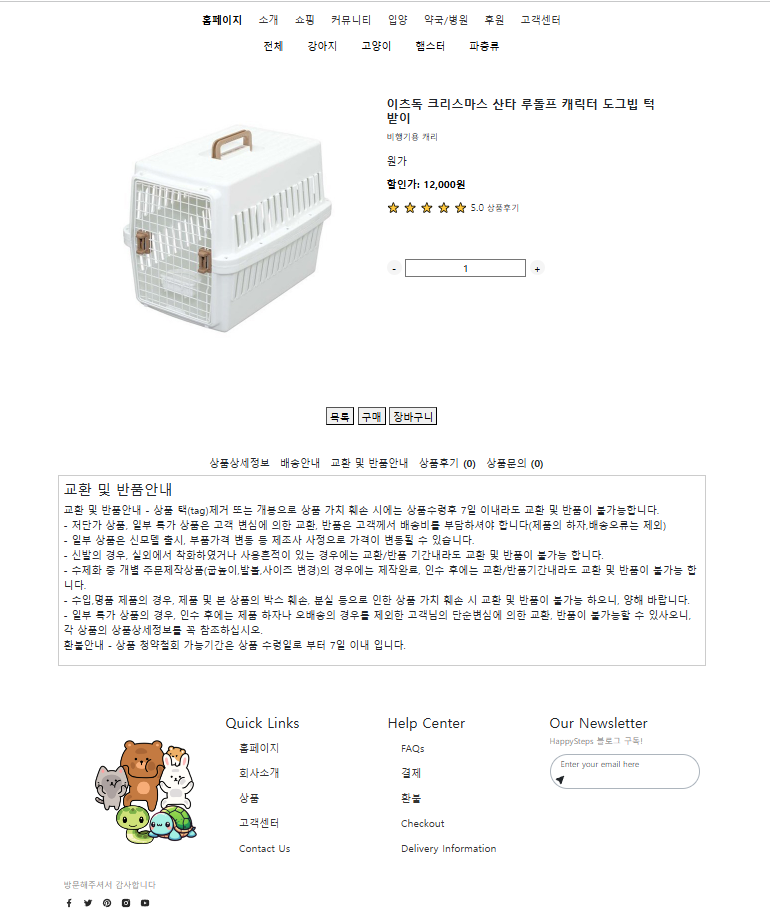 홈페이지 소개 쇼핑 커뮤니티 입양 약국/병원 후원 고객센터
전체 강아지 고양이 햄스터 파충류
이츠독 크리스마스 산타 루돌프 캐릭터 도그빕 턱
받이
비행기용 캐리
원가
할인가: 12,000원
5.0 상품후기
- 1 +
목록 구매 장바구니
상품상세정보 배송안내 교환 및 반품안내 상품후기 (0) 상품문의 (0)
교환 및 반품안내
교환 및 반품안내 - 상품 택(tag)제거 또는 개봉으로 상품 가치 훼손 시에는 상품수령후 7일 이내라도 교환 및 반품이 불가능합니다.
- 저단가 상품, 일부 특가 상품은 고객 변심에 의한 교환, 반품은 고객께서 배송비를 부담하셔야 합니다(제품의 하자,배송오류는 제외)
- 일부 상품은 신모델 출시, 부품가격 변동 등 제조사 사정으로 가격이 변동될 수 있습니다.
- 신발의 경우, 실외에서 착화하였거나 사용흔적이 있는 경우에는 교환/반품 기간내라도 교환 및 반품이 불가능 합니다.
- 수제화 중 개별 주문제작상품(굽높이,발볼,사이즈 변경)의 경우에는 제작완료, 인수 후에는 교환/반품기간내라도 교환 및 반품이 불가능 합
니다.
- 수입,명품 제품의 경우, 제품 및 본 상품의 박스 훼손, 분실 등으로 인한 상품 가치 훼손 시 교환 및 반품이 불가능 하오니, 양해 바랍니다.
- 일부 특가 상품의 경우, 인수 후에는 제품 하자나 오배송의 경우를 제외한 고객님의 단순변심에 의한 교환, 반품이 불가능할 수 있사오니,
각 상품의 상품상세정보를 꼭 참조하십시오.
환불안내 - 상품 청약철회 가능기간은 상품 수령일로 부터 7일 이내 입니다.
Quick Links
홈페이지
회사소개
상품
고객센터
Contact Us
Help Center
FAQs
결제
환불
Checkout
Delivery Information
Our Newsletter
HappySteps 블로그 구독!
Enter your email here
방문해주셔서 감사합니다